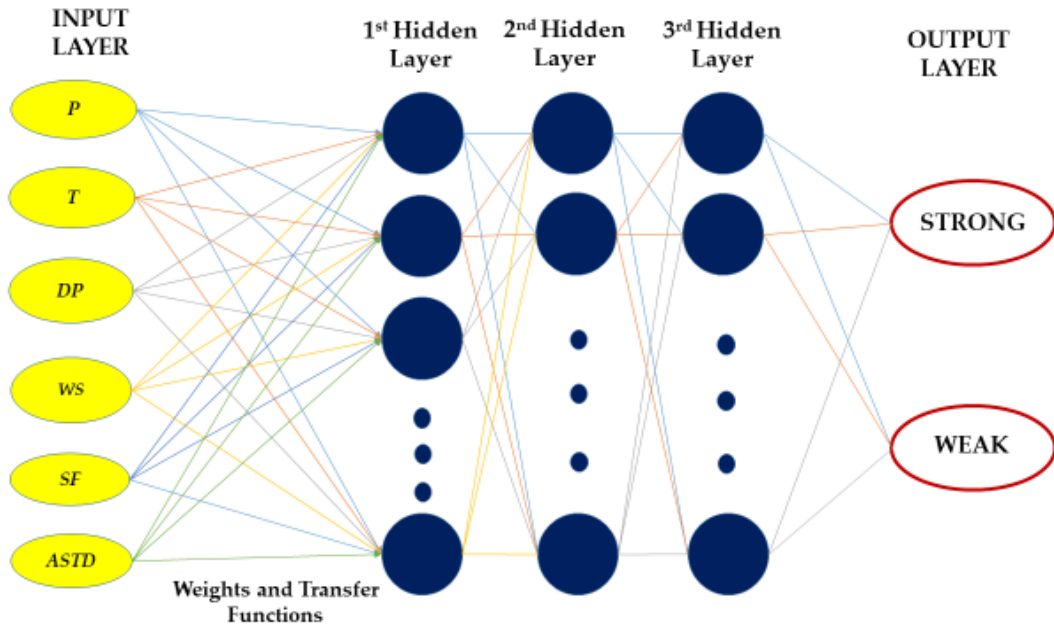 INPUT
LAYER
1st Hidden
Layer
2nd Hidden
Layer
3rd Hidden
Layer
OUTPUT
LAYER
P
T
DP
WS
SF
ASTD
STRONG
WEAK
Weights and Transfer
Functions